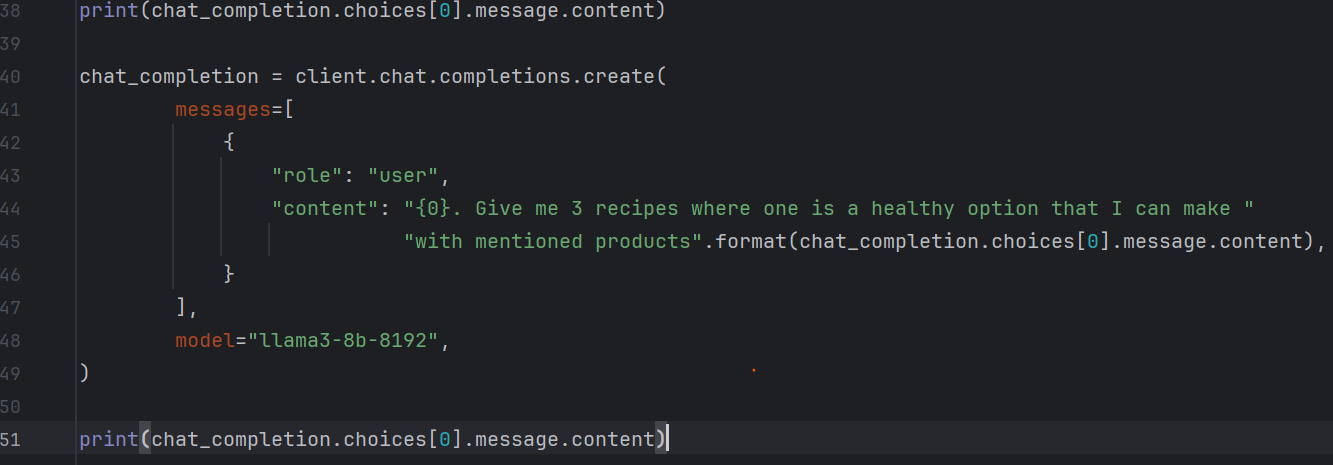 38 print(chat_completion.choices[0].message.content)
39
40 chat_completion = client.chat.completions.create(
41 messages=[
42 {
43 "role": "user",
44 "content": "{0}. Give me 3 recipes where one is a healthy option that I can make "
45 "with mentioned products".format(chat_completion.choices[0].message.content),
46 }
47 ],
48 model="llama3-8b-8192",
49 )
50
51 print(chat_completion.choices[0].message.content)